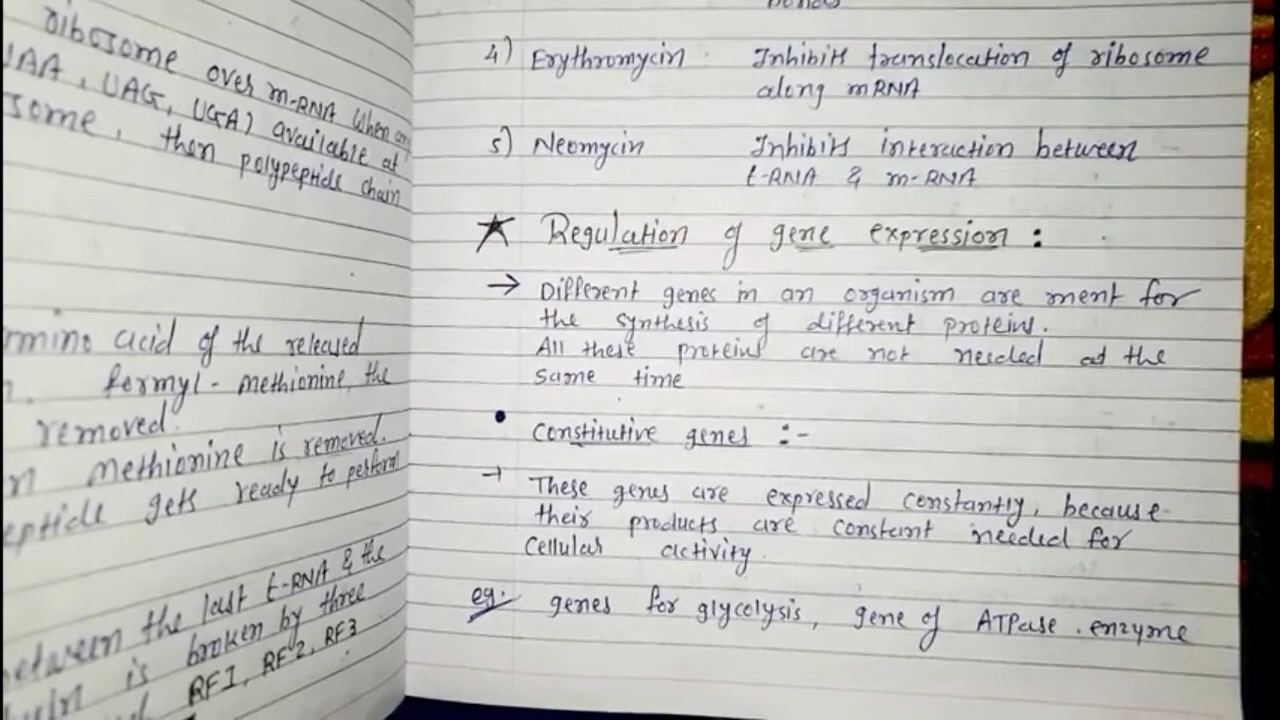 ribosome over m-RNA when
UAA, UAG, UGA) available at
some, then polypeptide chain
amino acid of the released
formyl - methionine, the
removed.
methionine is removed.
gets ready to perform
between the last t-RNA & the
is broken by three
RF1, RF2, RF3
4) Erythromycin Inhibits translocation of ribosome
along mRNA
5) Neomycin Inhibits interaction between
t-RNA & m-RNA
★ Regulation of gene expression :
→ Different genes in an organism are ment for
the synthesis of different proteins.
All these proteins are not needed at the
same time
• Constitutive genes :-
→ These genes are expressed constantly, because
their products are constant needed for
cellular activity.
eg. genes for glycolysis, gene of ATPase enzyme